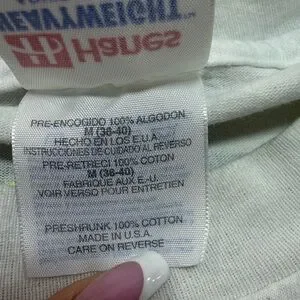 HEAVYWEIGHT™
Hanes
PRE-ENCOGIDO 100% ALGODON
M (38-40)
HECHO EN LOS E.U.A.
INSTRUCCIONES DE CUIDADO AL REVERSO
PRE-RETRECI 100% COTON
M (38-40)
FABRIQUE AUX E.-U.
VOIR VERSO POUR ENTRETIEN
PRESHRUNK 100% COTTON
MADE IN U.S.A.
CARE ON REVERSE